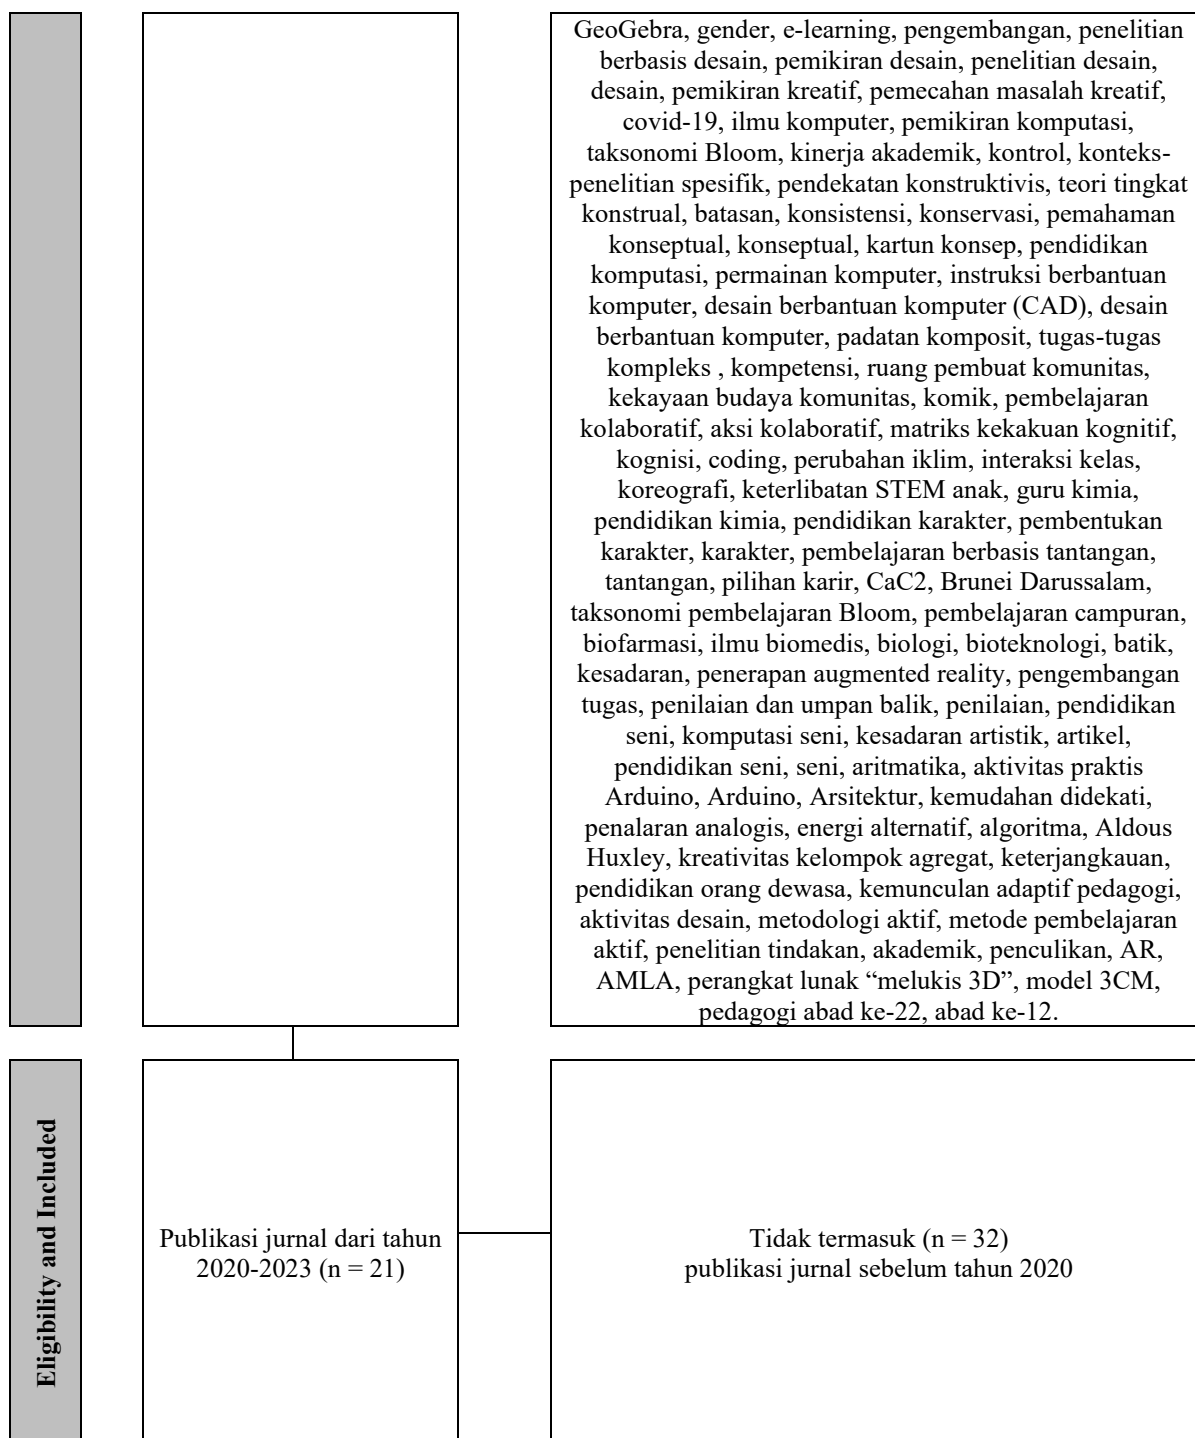 GeoGebra, gender, e-learning, pengembangan, penelitian
berbasis desain, pemikiran desain, penelitian desain,
desain, pemikiran kreatif, pemecahan masalah kreatif,
covid-19, ilmu komputer, pemikiran komputasi,
taksonomi Bloom, kinerja akademik, kontrol, konteks-
penelitian spesifik, pendekatan konstruktivis, teori tingkat
konstrual, batasan, konsistensi, konservasi, pemahaman
konseptual, konseptual, kartun konsep, pendidikan
komputasi, permainan komputer, instruksi berbantuan
komputer, desain berbantuan komputer (CAD), desain
berbantuan komputer, padatan komposit, tugas-tugas
kompleks , kompetensi, ruang pembuat komunitas,
kekayaan budaya komunitas, komik, pembelajaran
kolaboratif, aksi kolaboratif, matriks kekakuan kognitif,
kognisi, coding, perubahan iklim, interaksi kelas,
koreografi, keterlibatan STEM anak, guru kimia,
pendidikan kimia, pendidikan karakter, pembentukan
karakter, karakter, pembelajaran berbasis tantangan,
tantangan, pilihan karir, CaC2, Brunei Darussalam,
taksonomi pembelajaran Bloom, pembelajaran campuran,
biofarmasi, ilmu biomedis, biologi, bioteknologi, batik,
kesadaran, penerapan augmented reality, pengembangan
tugas, penilaian dan umpan balik, penilaian, pendidikan
seni, komputasi seni, kesadaran artistik, artikel,
pendidikan seni, seni, aritmatika, aktivitas praktis
Arduino, Arduino, Arsitektur, kemudahan didekati,
penalaran analogis, energi alternatif, algoritma, Aldous
Huxley, kreativitas kelompok agregat, keterjangkauan,
pendidikan orang dewasa, kemunculan adaptif pedagogi,
aktivitas desain, metodologi aktif, metode pembelajaran
aktif, penelitian tindakan, akademik, penculikan, AR,
AMLA, perangkat lunak “melukis 3D”, model 3CM,
pedagogi abad ke-22, abad ke-12.
Eligibility and Included
Publikasi jurnal dari tahun
2020-2023 (n = 21)
Tidak termasuk (n = 32)
publikasi jurnal sebelum tahun 2020